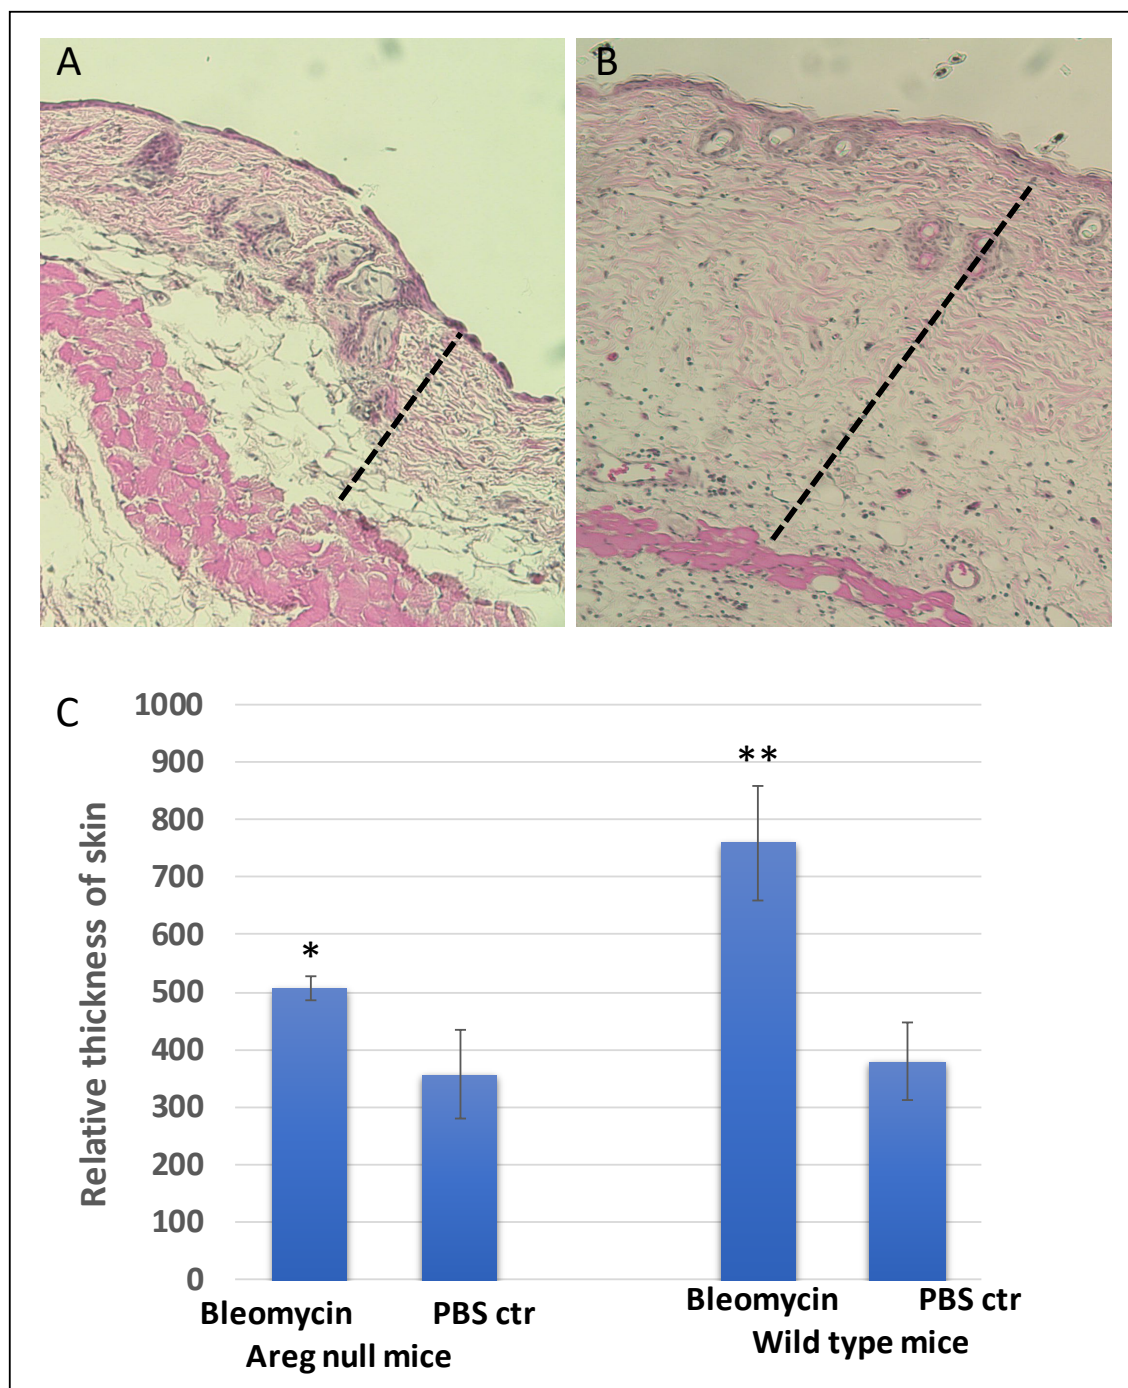 A
B
C
Relative thickness of skin
1000
900
800
700
600
500
400
300
200
100
0
*
**
Bleomycin PBS ctr
Areg null mice
Bleomycin PBS ctr
Wild type mice